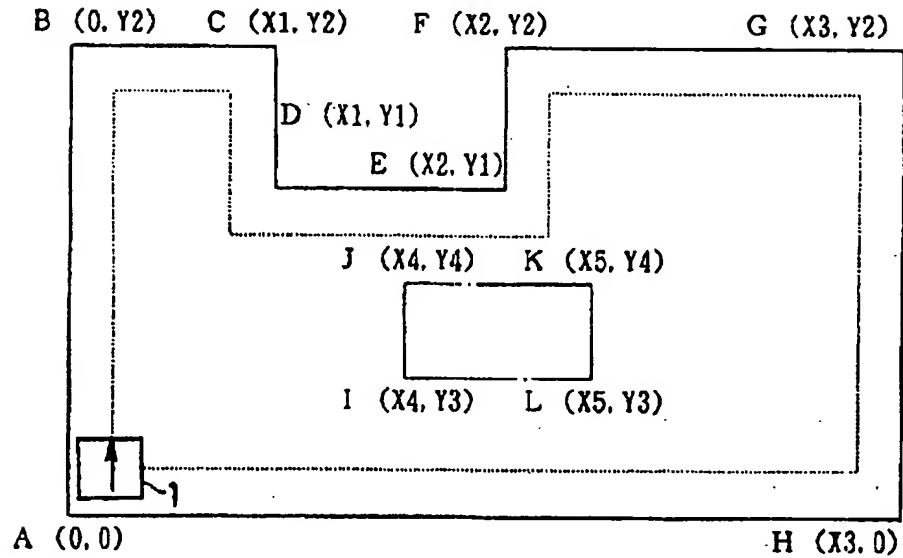 B (0, Y2) C (X1, Y2) F (X2, Y2) G (X3, Y2)
D (X1, Y1)
E (X2, Y1)
J (X4, Y4) K (X5, Y4)
I (X4, Y3) L (X5, Y3)
1
A (0, 0) H (X3, 0)